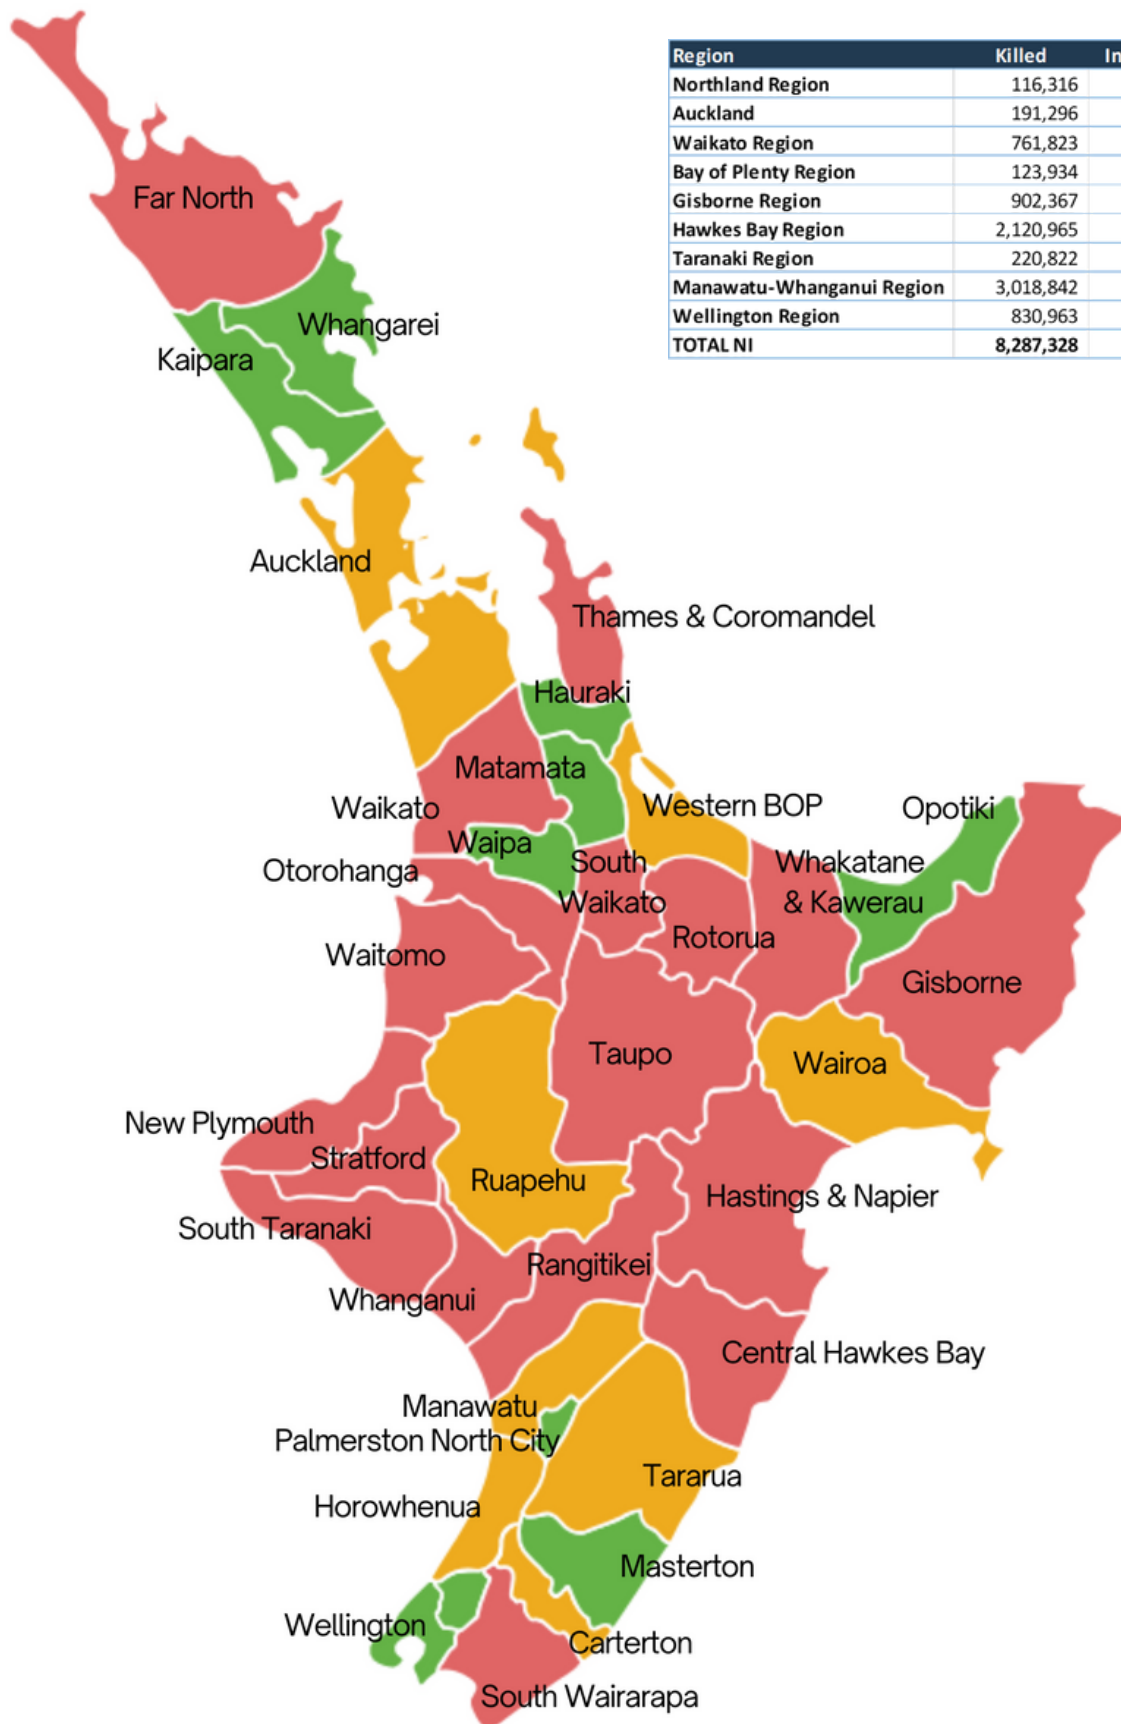 Region Killed In
Northland Region 116,316
Auckland 191,296
Waikato Region 761,823
Bay of Plenty Region 123,934
Gisborne Region 902,367
Hawkes Bay Region 2,120,965
Taranaki Region 220,822
Manawatu-Whanganui Region 3,018,842
Wellington Region 830,963
TOTAL NI 8,287,328
Far North
Whangarei
Kaipara
Auckland
Thames & Coromandel
Hauraki
Matamata
Waikato
Western BOP
Opotiki
Waipa
Otorohanga
South
Waikato
Whakatane
& Kawerau
Rotorua
Waitomo
Gisborne
Taupo
Wairoa
New Plymouth
Stratford
Ruapehu
Hastings & Napier
South Taranaki
Rangitikei
Whanganui
Central Hawkes Bay
Manawatu
Palmerston North City
Tararua
Horowhenua
Masterton
Wellington
Carterton
South Wairarapa